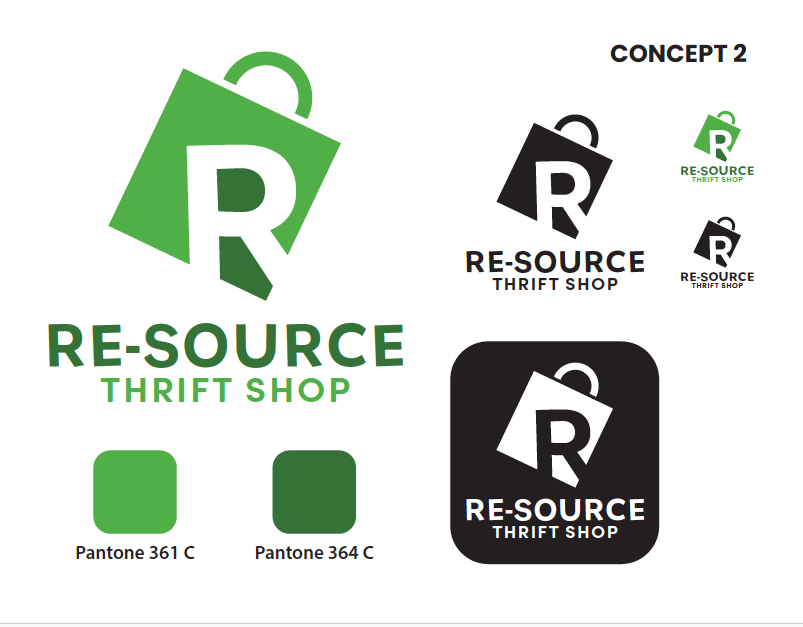 CONCEPT 2
R
RE-SOURCE
THRIFT SHOP
R
RE-SOURCE
THRIFT SHOP
R
RE-SOURCE
THRIFT SHOP
R
RE-SOURCE
THRIFT SHOP
R
RE-SOURCE
THRIFT SHOP
Pantone 361 C
Pantone 364 C